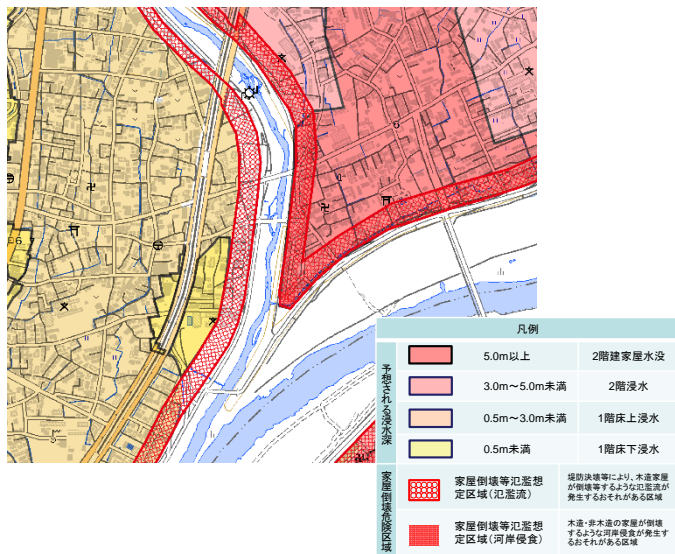 凡例
予想される浸水深
5.0m以上
2階建家屋水没
3.0m~5.0m未満
2階浸水
0.5m~3.0m未満
1階床上浸水
0.5m未満
1階床下浸水
家屋倒壊危険区域
家屋倒壊等氾濫想
定区域(氾濫流)
堤防決壊等により、木造家屋
が倒壊等するような氾濫流が
発生するおそれがある区域
家屋倒壊等氾濫想
定区域(河岸侵食)
木造・非木造の家屋が倒壊
するような河岸侵食が発生す
るおそれがある区域